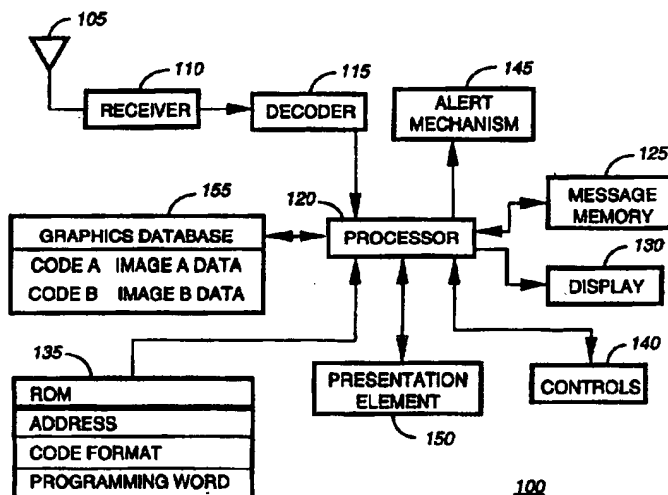 105
110
RECEIVER
115
DECODER
145
ALERT
MECHANISM
125
MESSAGE
MEMORY
155
GRAPHICS DATABASE
CODE A IMAGE A DATA
CODE B IMAGE B DATA
120
PROCESSOR
130
DISPLAY
135
ROM
ADDRESS
CODE FORMAT
PROGRAMMING WORD
PRESENTATION
ELEMENT
150
140
CONTROLS
100